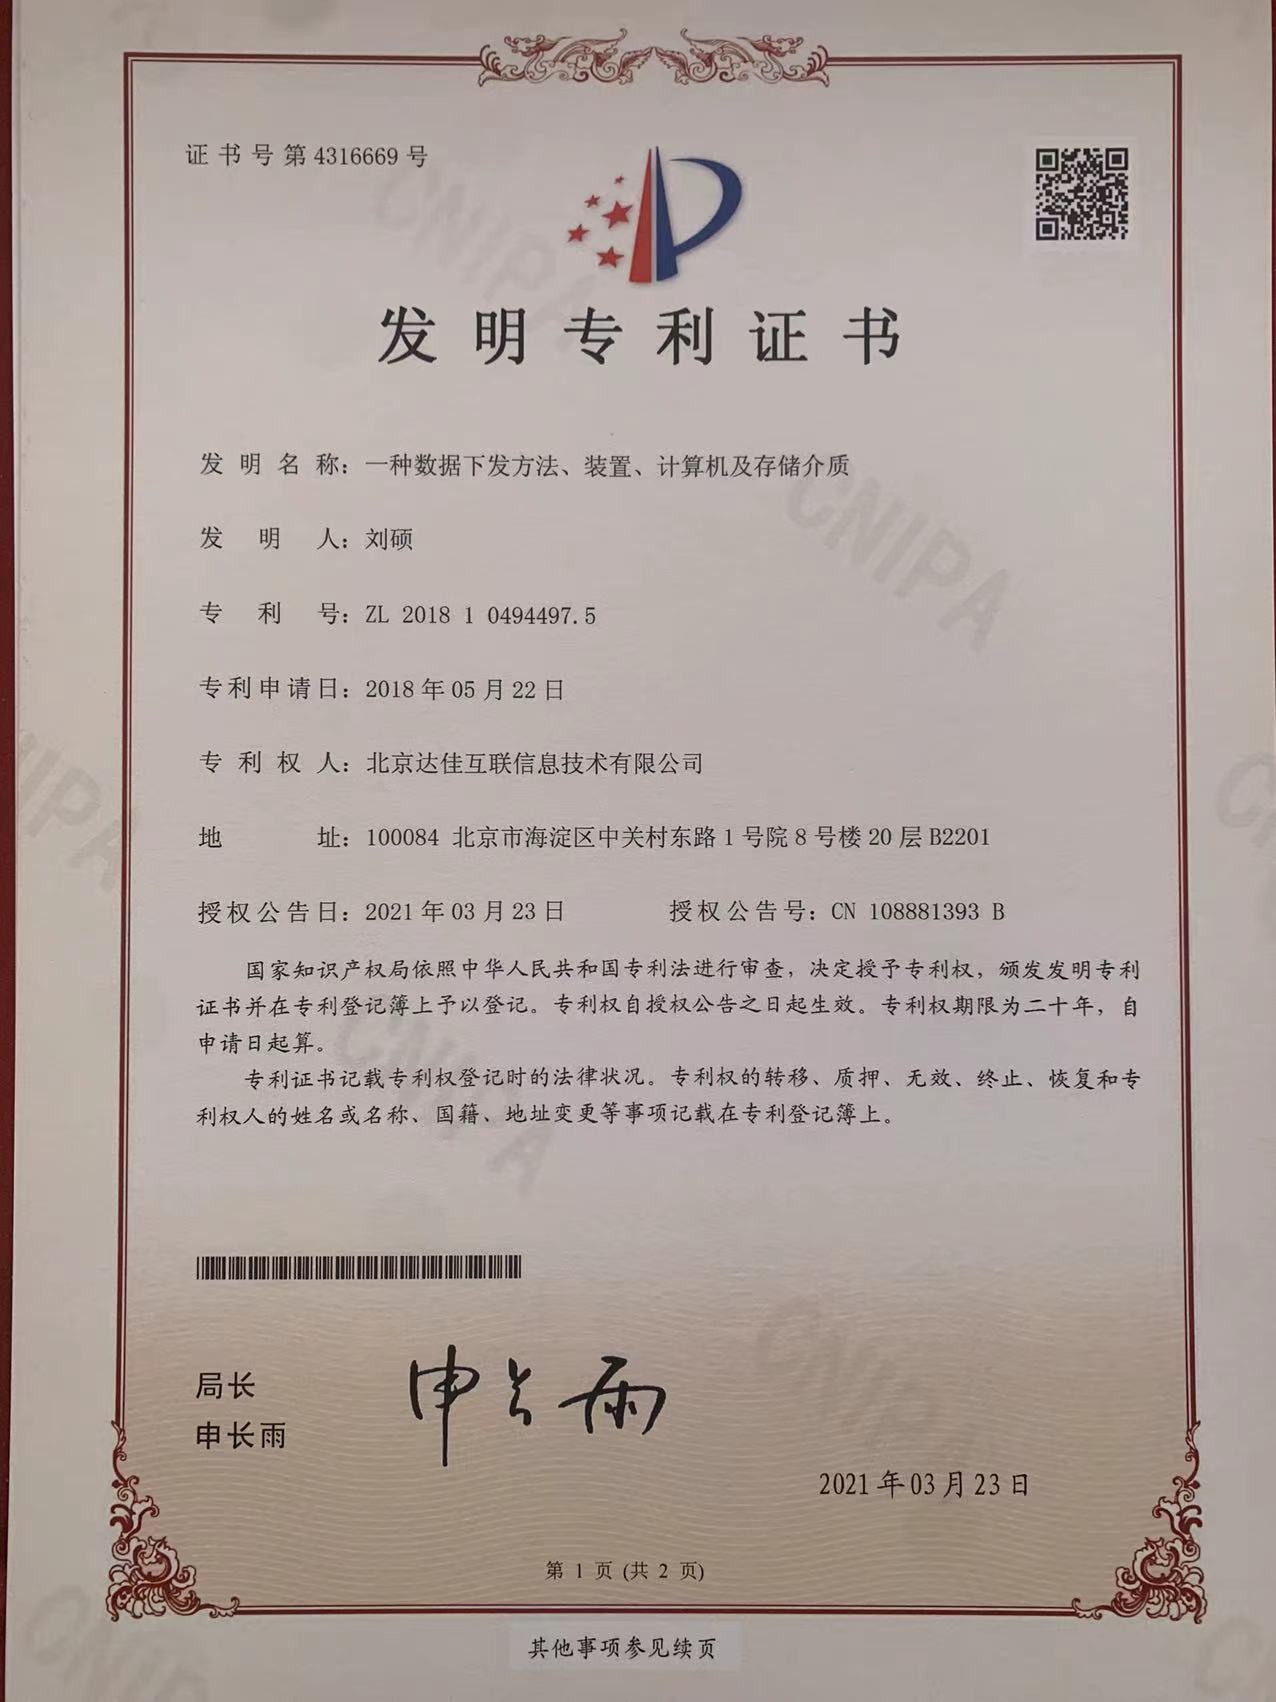 证书号第4316669号
发明专利证书
发明名称：一种数据下发方法、装置、计算机及存储介质
发明人：刘硕
专利号：ZL 2018 1 0494497.5
专利申请日：2018年05月22日
专利权人：北京达佳互联信息技术有限公司
地址：100084 北京市海淀区中关村东路1号院8号楼20层B2201
授权公告日：2021年03月23日 授权公告号：CN 108881393 B
国家知识产权局依照中华人民共和国专利法进行审查，决定授予专利权，颁发发明专利
证书并在专利登记簿上予以登记。专利权自授权公告之日起生效。专利权期限为二十年，自
申请日起算。
专利证书记载专利权登记时的法律状况。专利权的转移、质押、无效、终止、恢复和专
利权人的姓名或名称、国籍、地址变更等事项记载在专利登记簿上。
局长
申长雨
申长雨
2021年03月23日
第 1 页 (共 2 页)
其他事项参见续页
CNIPA
CNIPA
CNIPA
CNIPA
CNIPA